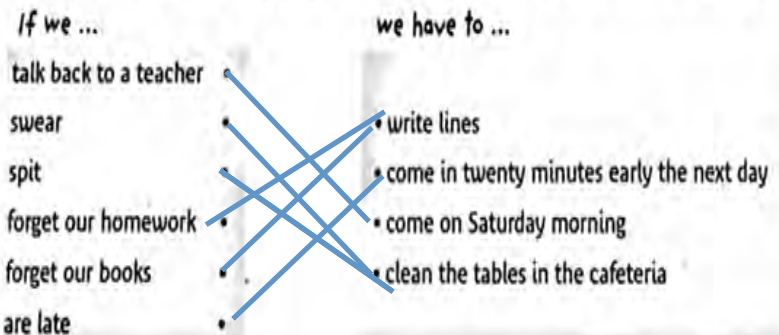 If we ...
we have to ...
talk back to a teacher
swear
• write lines
spit
• come in twenty minutes early the next day
forget our homework
• come on Saturday morning
forget our books
• clean the tables in the cafeteria
are late